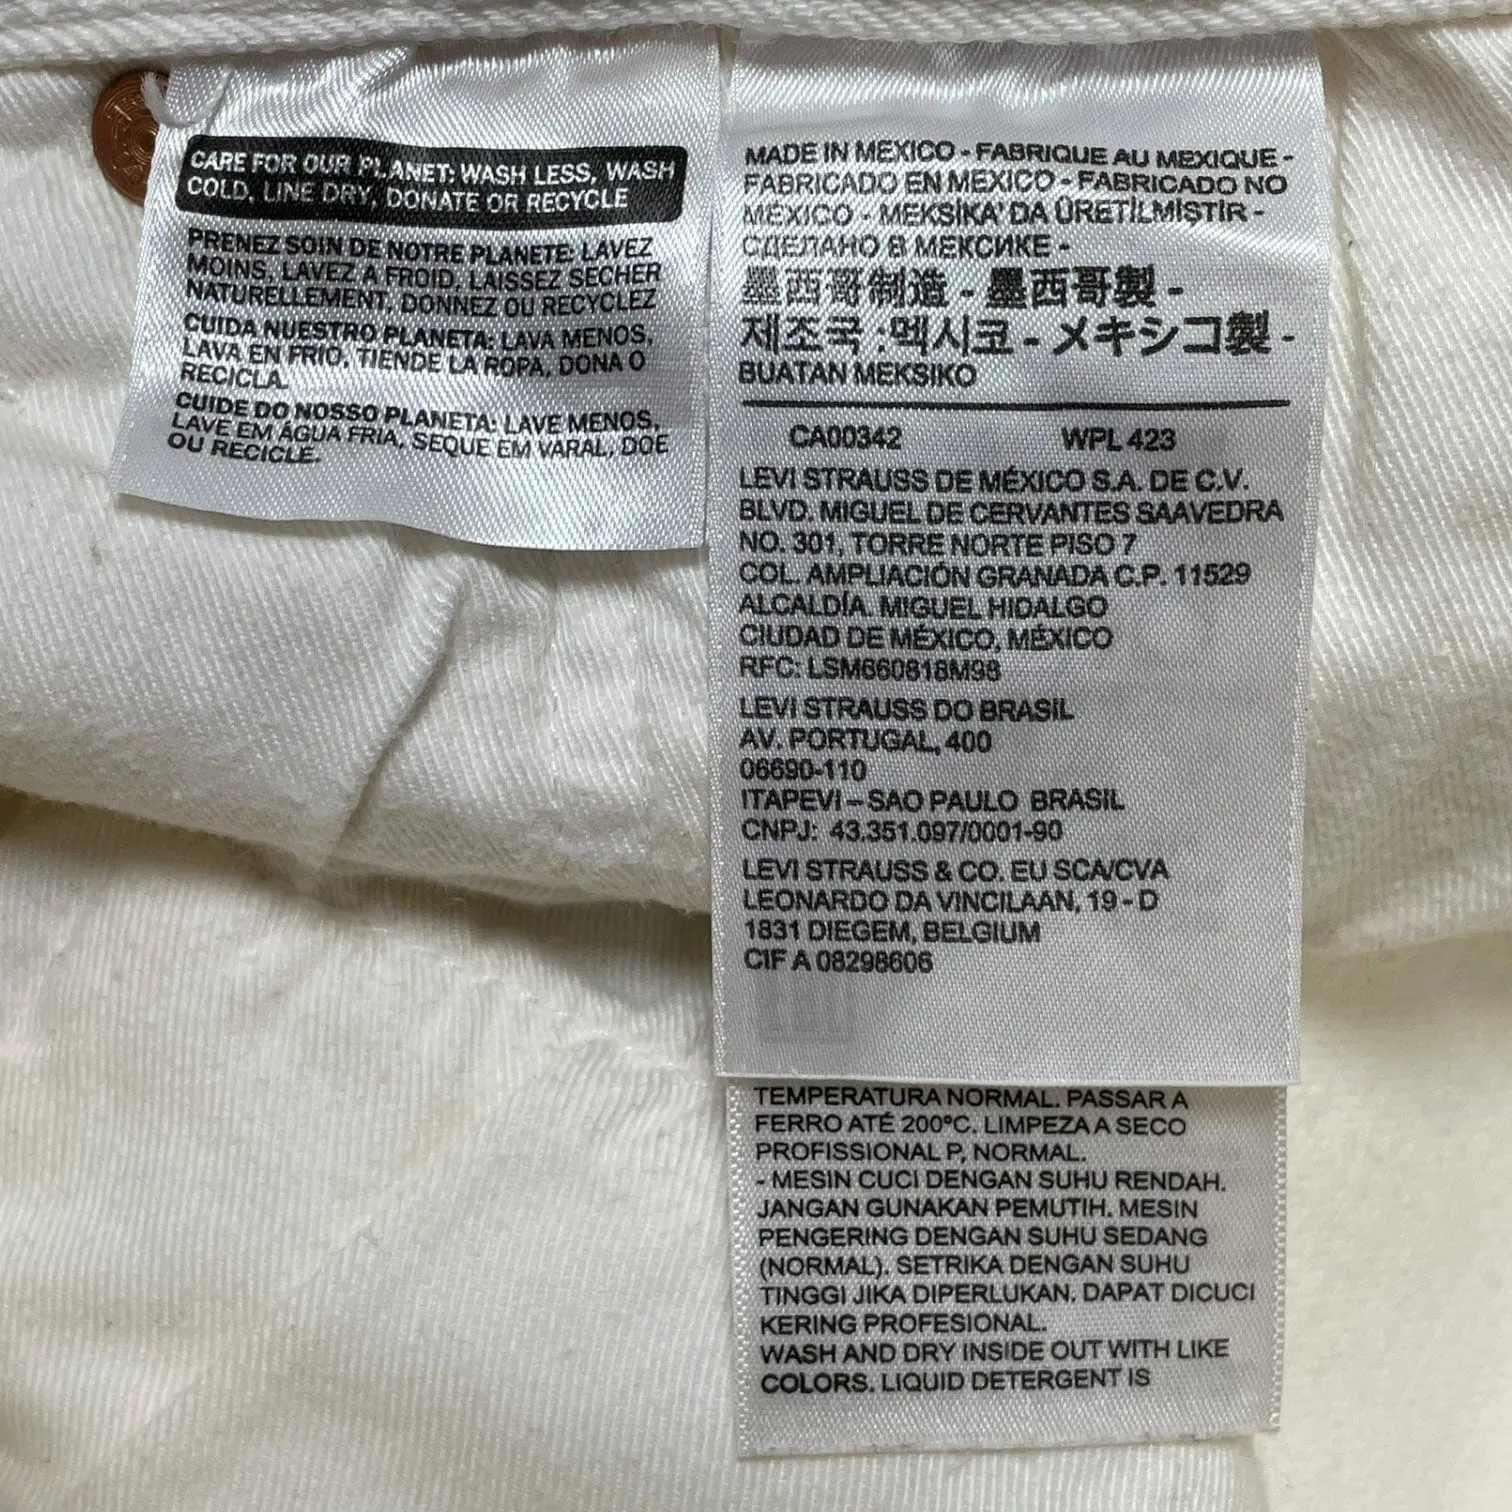 CARE FOR OUR PLANET: WASH LESS, WASH
COLD, LINE DRY, DONATE OR RECYCLE
PRENEZ SOIN DE NOTRE PLANETE: LAVEZ
MOINS, LAVEZ A FROID, LAISSEZ SECHER
NATURELLEMENT, DONNEZ OU RECYCLEZ
CUIDA NUESTRO PLANETA: LAVA MENOS,
LAVA EN FRIO, TIENDE LA ROPA, DONA O
RECICLA.
CUIDE DO NOSSO PLANETA: LAVE MENOS,
LAVE EM ÁGUA FRIA, SEQUE EM VARAL, DOE
OU RECICLE.
MADE IN MEXICO - FABRIQUE AU MEXIQUE -
FABRICADO EN MEXICO - FABRICADO NO
MEXICO - MEKSİKA' DA ÜRETİLMİŞTİR -
СДЕЛАНО В МЕКСИКЕ -
墨西哥制造 - 墨西哥製 -
제조국 :멕시코 - メキシコ製 -
BUATAN MEKSIKO
CA00342 WPL 423
LEVI STRAUSS DE MÉXICO S.A. DE C.V.
BLVD. MIGUEL DE CERVANTES SAAVEDRA
NO. 301, TORRE NORTE PISO 7
COL. AMPLIACIÓN GRANADA C.P. 11529
ALCALDÍA. MIGUEL HIDALGO
CIUDAD DE MÉXICO, MÉXICO
RFC: LSM660818M98
LEVI STRAUSS DO BRASIL
AV. PORTUGAL, 400
06690-110
ITAPEVI – SAO PAULO BRASIL
CNPJ: 43.351.097/0001-90
LEVI STRAUSS & CO. EU SCA/CVA
LEONARDO DA VINCILAAN, 19 - D
1831 DIEGEM, BELGIUM
CIF A 08298606
TEMPERATURA NORMAL. PASSAR A
FERRO ATÉ 200ºC. LIMPEZA A SECO
PROFISSIONAL P, NORMAL.
- MESIN CUCI DENGAN SUHU RENDAH.
JANGAN GUNAKAN PEMUTIH. MESIN
PENGERING DENGAN SUHU SEDANG
(NORMAL). SETRIKA DENGAN SUHU
TINGGI JIKA DIPERLUKAN. DAPAT DICUCI
KERING PROFESIONAL.
WASH AND DRY INSIDE OUT WITH LIKE
COLORS. LIQUID DETERGENT IS